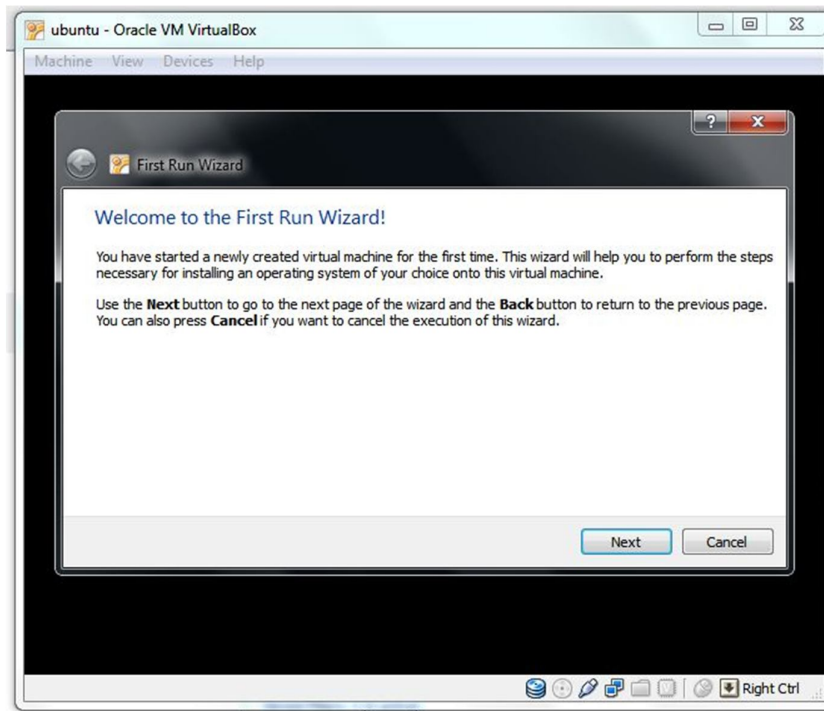 ubuntu - Oracle VM VirtualBox
Machine View Devices Help
?
First Run Wizard
Welcome to the First Run Wizard!
You have started a newly created virtual machine for the first time. This wizard will help you to perform the steps
necessary for installing an operating system of your choice onto this virtual machine.
Use the Next button to go to the next page of the wizard and the Back button to return to the previous page.
You can also press Cancel if you want to cancel the execution of this wizard.
Next Cancel
Right Ctrl